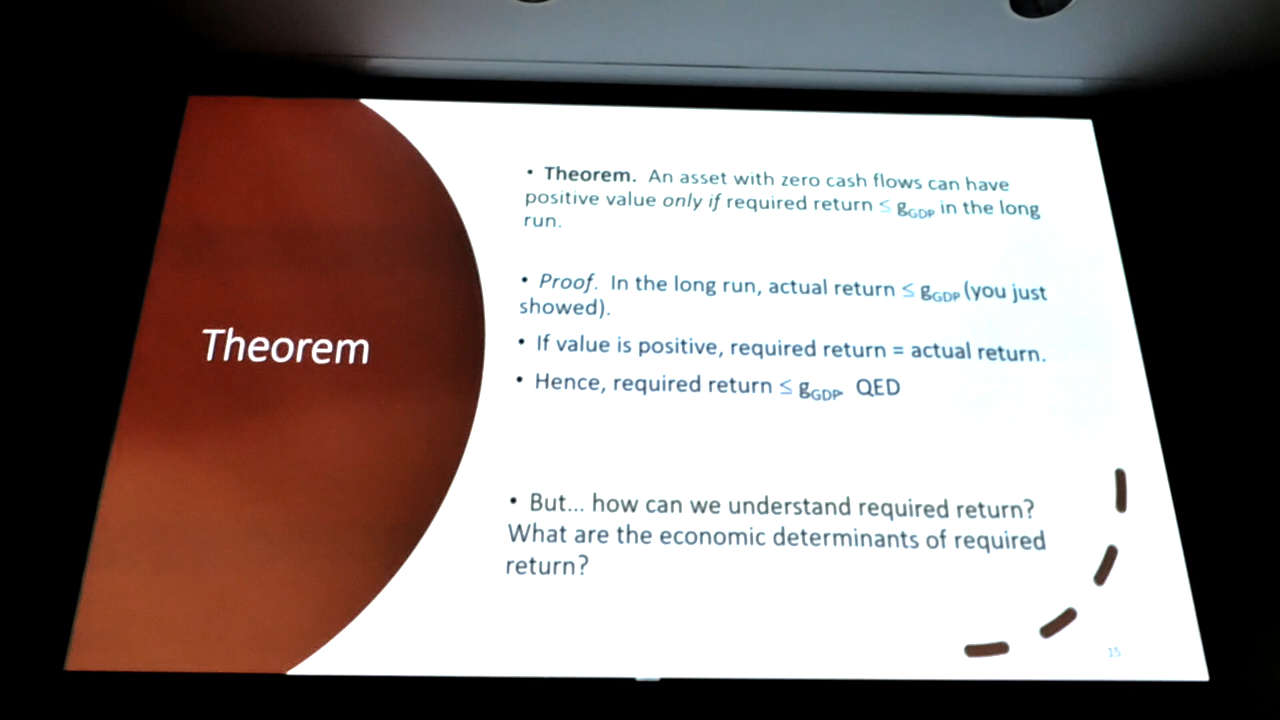 Theorem
• Theorem. An asset with zero cash flows can have
positive value only if required return ≤ gGDP in the long
run.
• Proof. In the long run, actual return ≤ gGDP (you just
showed).
• If value is positive, required return = actual return.
• Hence, required return ≤ gGDP QED
• But... how can we understand required return?
What are the economic determinants of required
return?
15